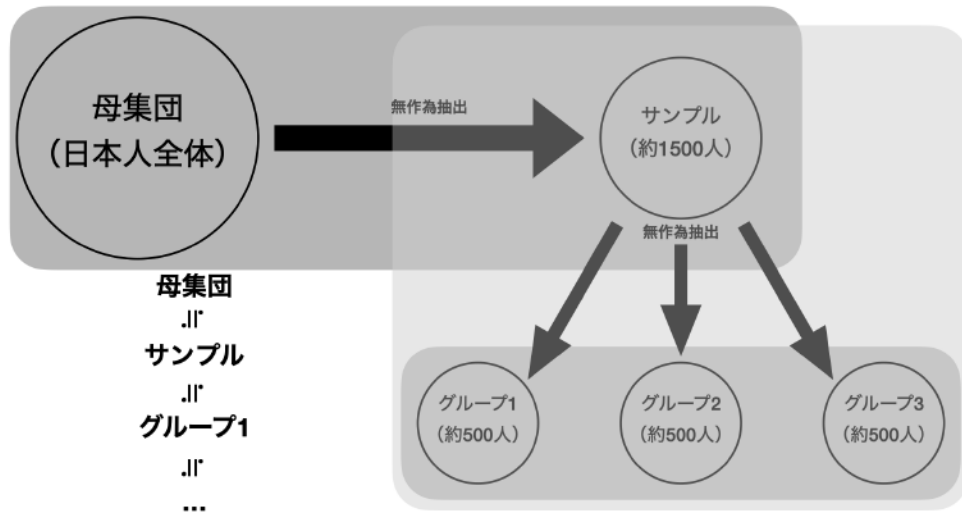 母集団
（日本人全体）
無作為抽出
サンプル
（約1500人）
無作為抽出
母集団
≒
サンプル
≒
グループ1
≒
...
グループ1
（約500人）
グループ2
（約500人）
グループ3
（約500人）